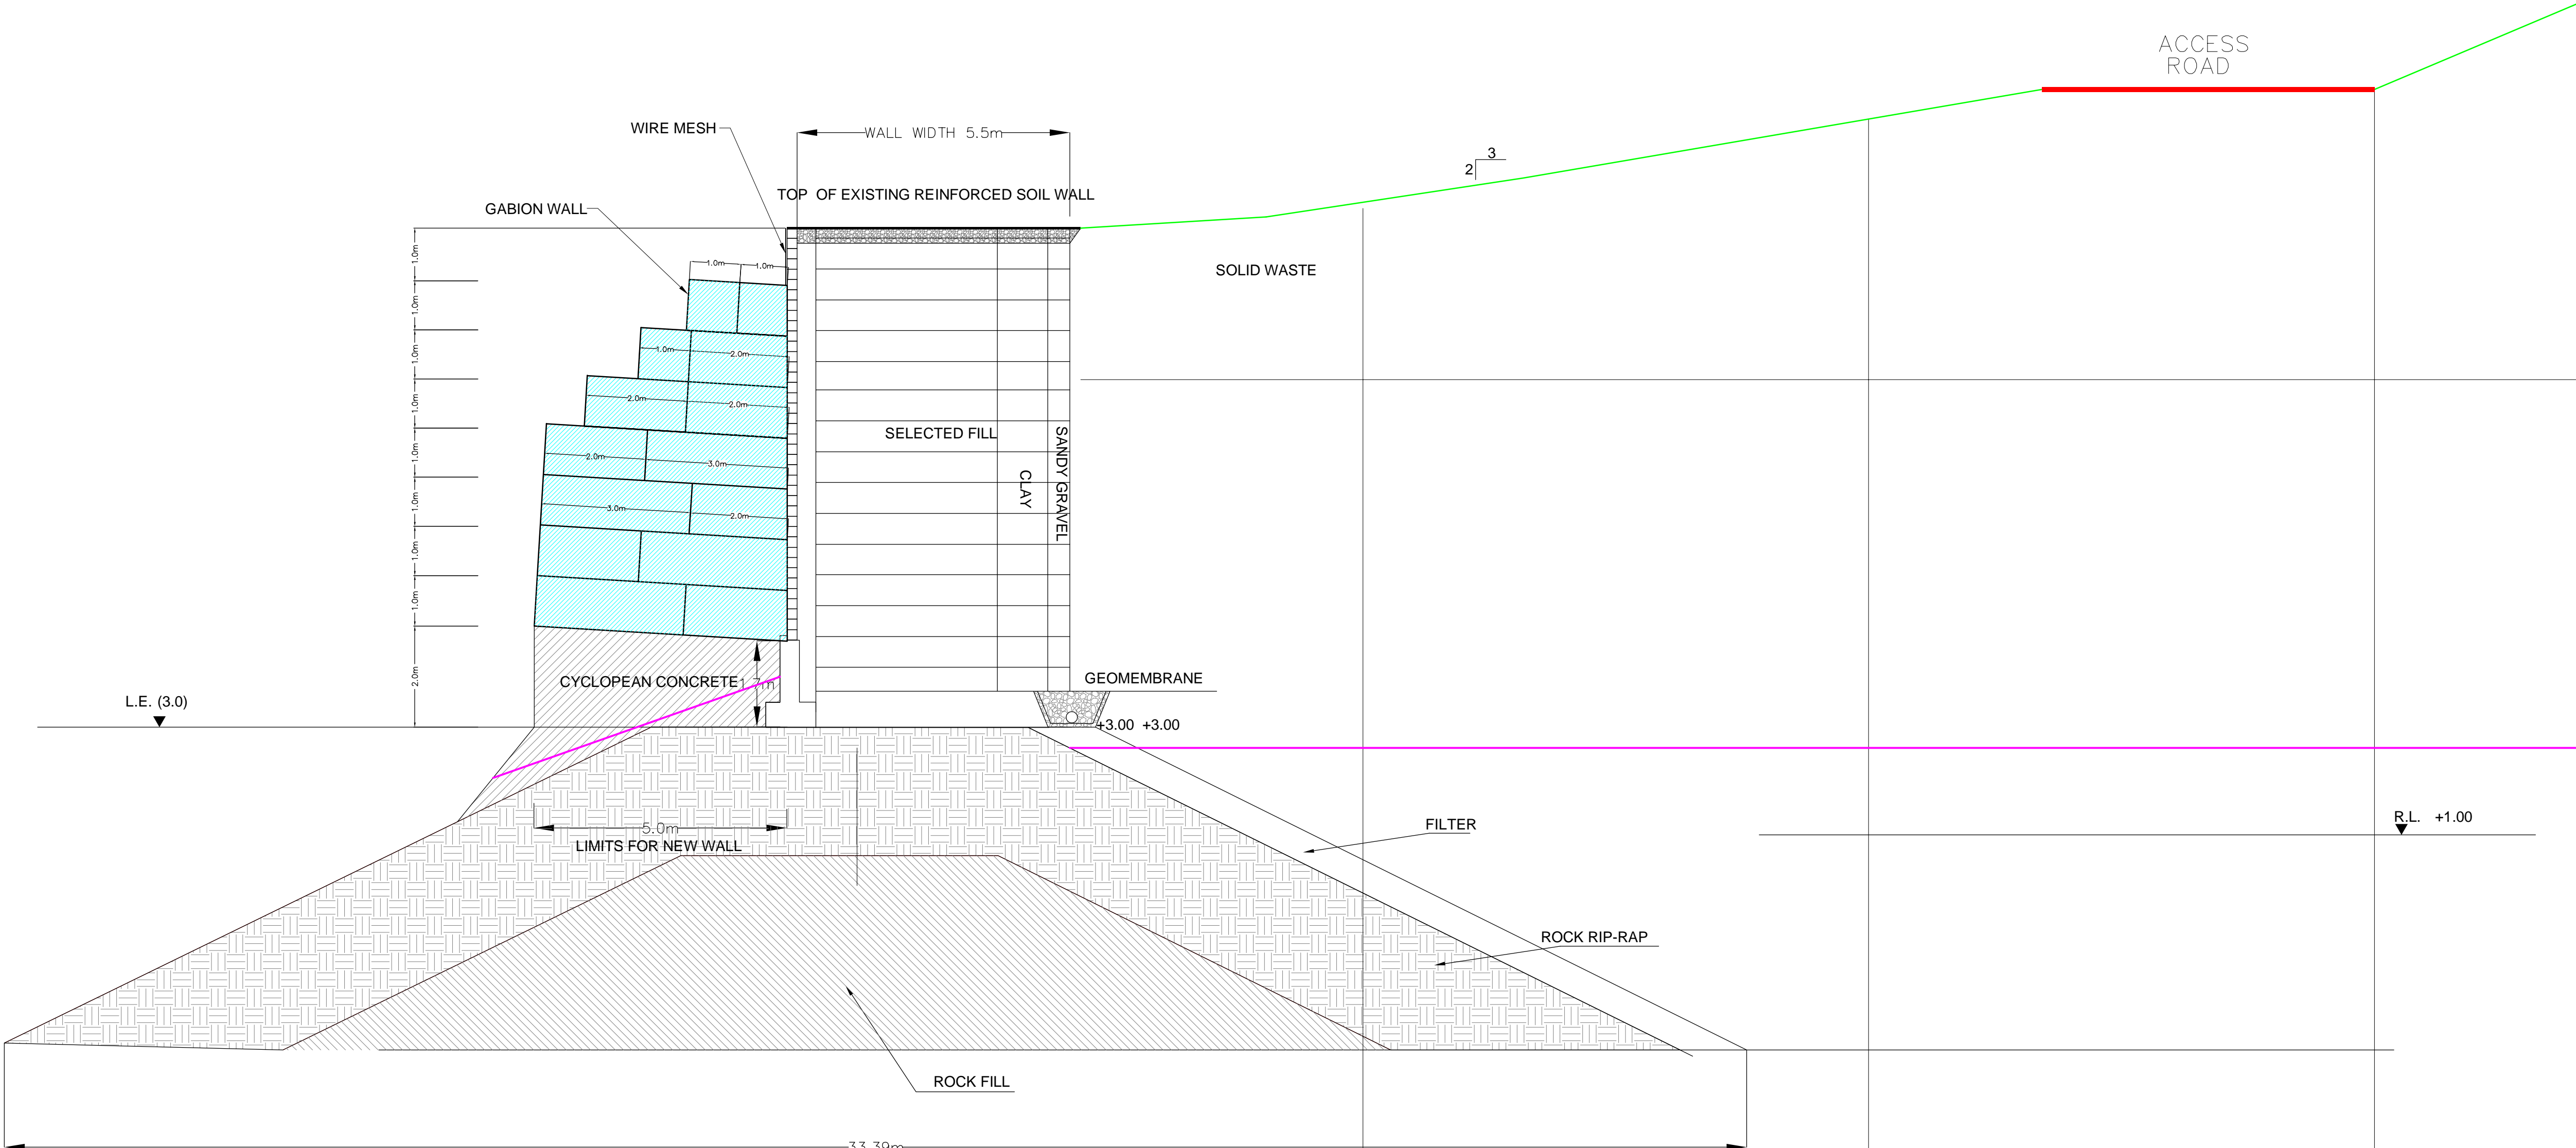 ACCESS
ROAD
WIRE MESH
WALL WIDTH 5.5m
3
2
TOP OF EXISTING REINFORCED SOIL WALL
GABION WALL
1.0m
1.0m
1.0m
SOLID WASTE
1.0m
1.0m
1.0m
2.0m
1.0m
2.0m
2.0m
SELECTED FILL
SANDY GRAVEL
CLAY
1.0m
2.0m
3.0m
1.0m
3.0m
2.0m
1.0m
1.0m
2.0m
CYCLOPEAN CONCRETE
1.7m
GEOMEMBRANE
L.E. (3.0)
+3.00 +3.00
R.L. +1.00
5.0m
LIMITS FOR NEW WALL
FILTER
ROCK RIP-RAP
ROCK FILL
33.39m